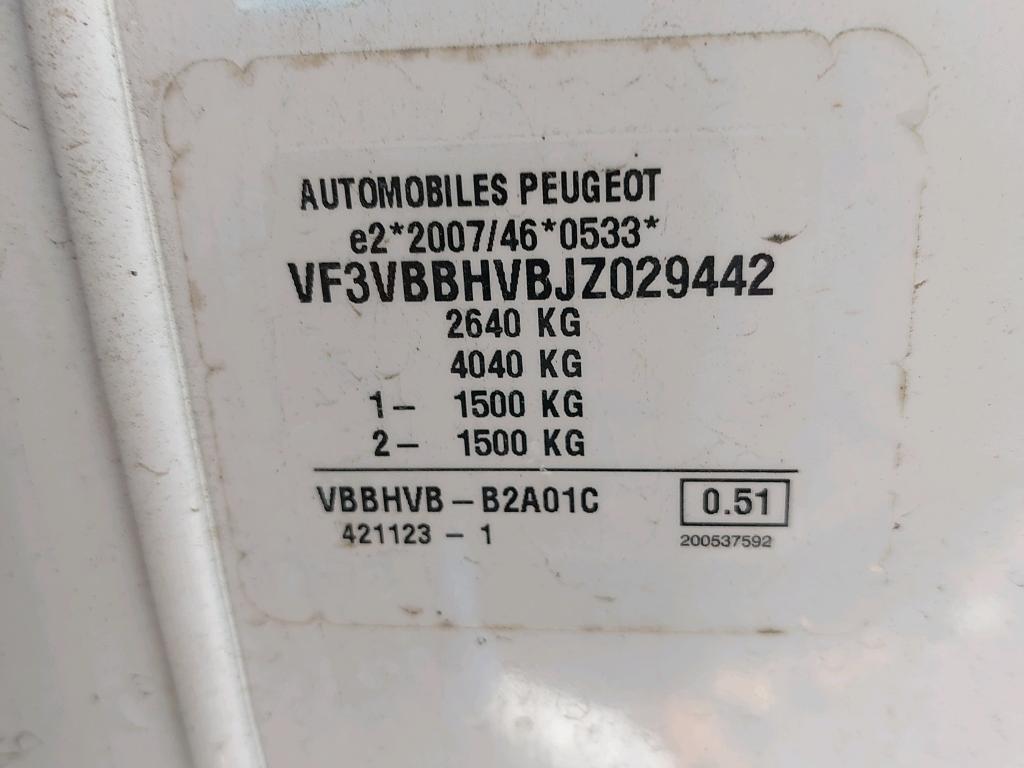 AUTOMOBILES PEUGEOT
e2*2007/46*0533*
VF3VBBHVBJZ029442
2640 KG
4040 KG
1- 1500 KG
2- 1500 KG
VBBHVB - B2A01C 0.51
421123 - 1 200537592